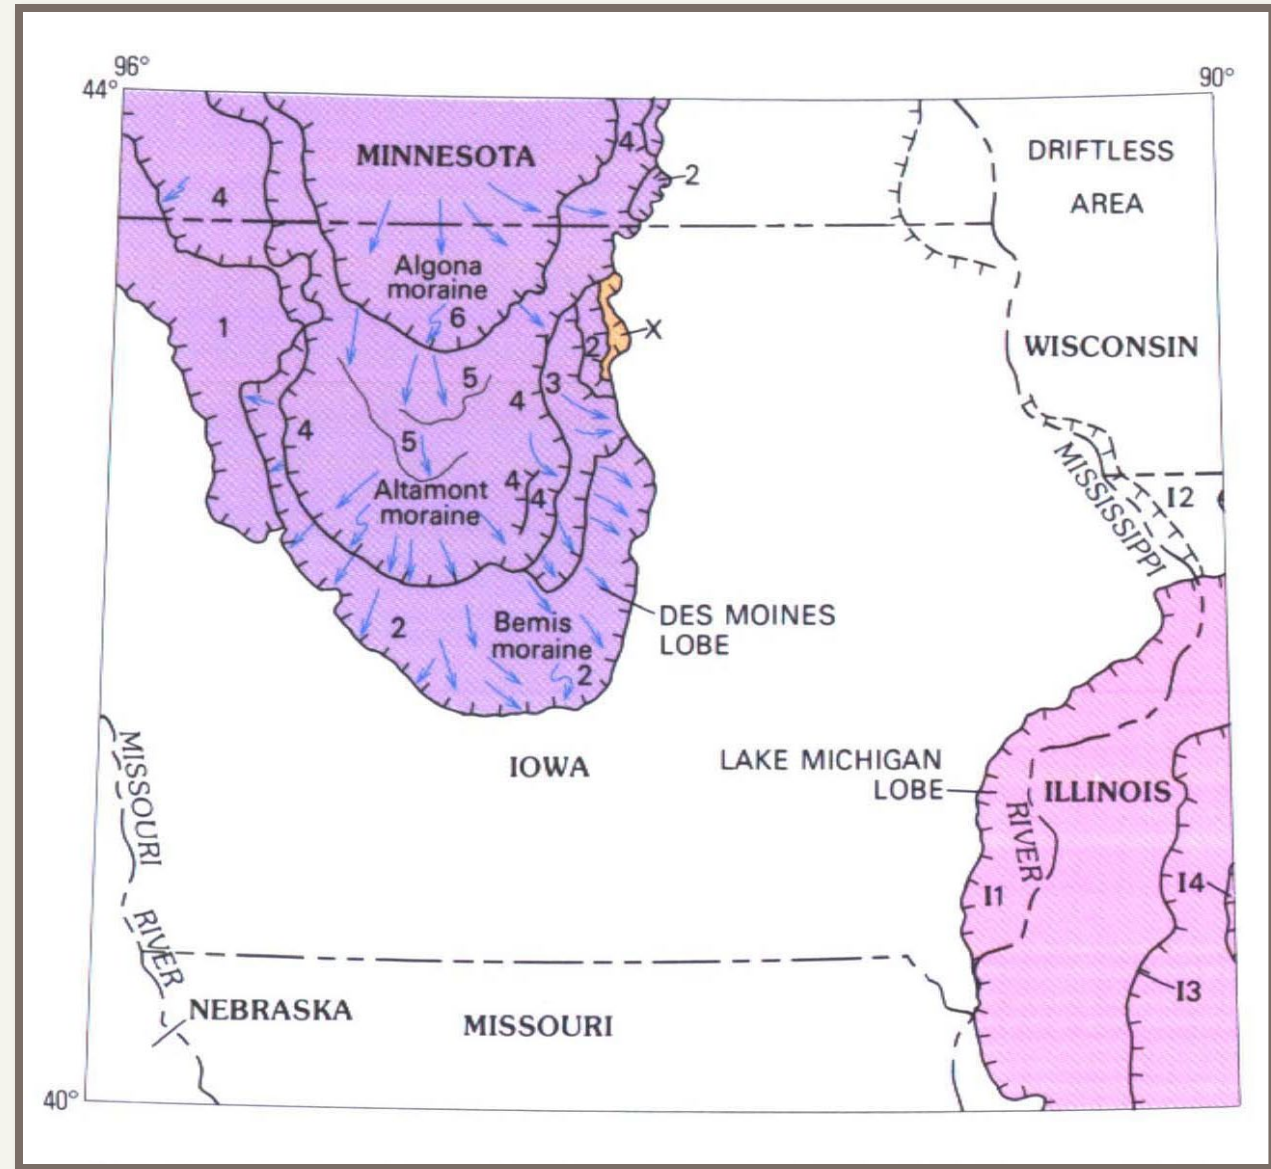 96°
44°
90°
MINNESOTA
4
2
4
DRIFTLESS
AREA
Algona
moraine
6
1
X
2
WISCONSIN
5
3
4
4
5
MISSISSIPPI
4
4
Altamont
moraine
I2
2
Bemis
moraine
2
DES MOINES
LOBE
IOWA
LAKE MICHIGAN
LOBE
ILLINOIS
MISSOURI
RIVER
RIVER
I1
I4
I3
NEBRASKA
MISSOURI
40°